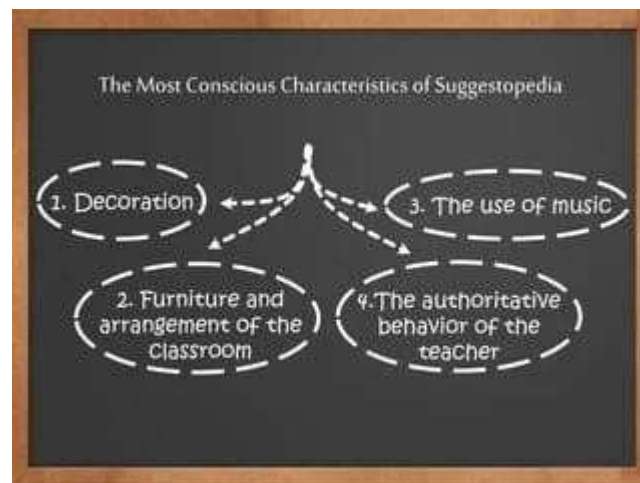 The Most Conscious Characteristics of Suggestopedia
1. Decoration
2. Furniture and
arrangement of the
classroom
3. The use of music
4.The authoritative
behavior of the
teacher